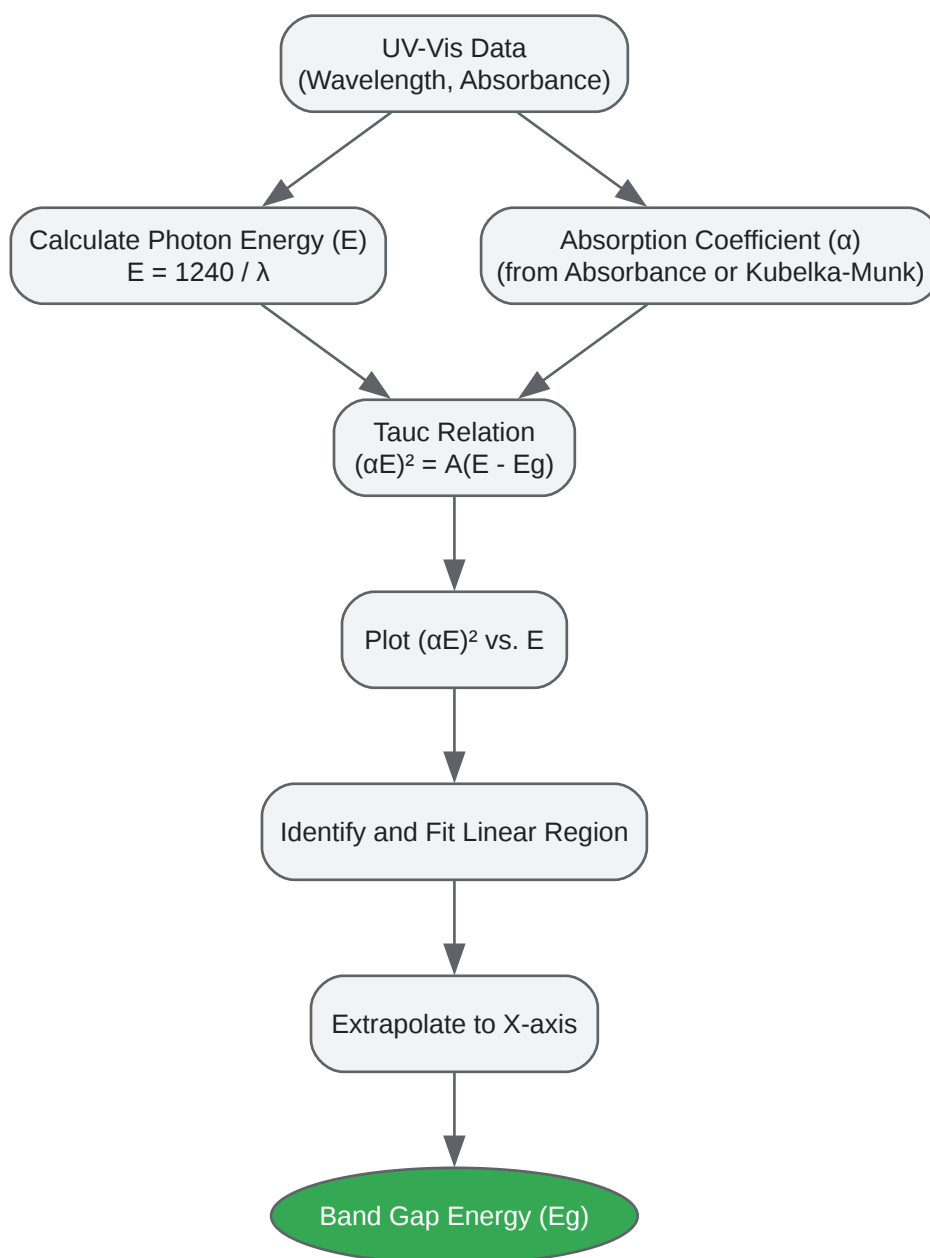 UV-Vis Data
(Wavelength, Absorbance)
Calculate Photon Energy (E)
E = 1240 / λ
Absorption Coefficient (α)
(from Absorbance or Kubelka-Munk)
Tauc Relation
(αE)² = A(E - Eg)
Plot (αE)² vs. E
Identify and Fit Linear Region
Extrapolate to X-axis
Band Gap Energy (Eg)